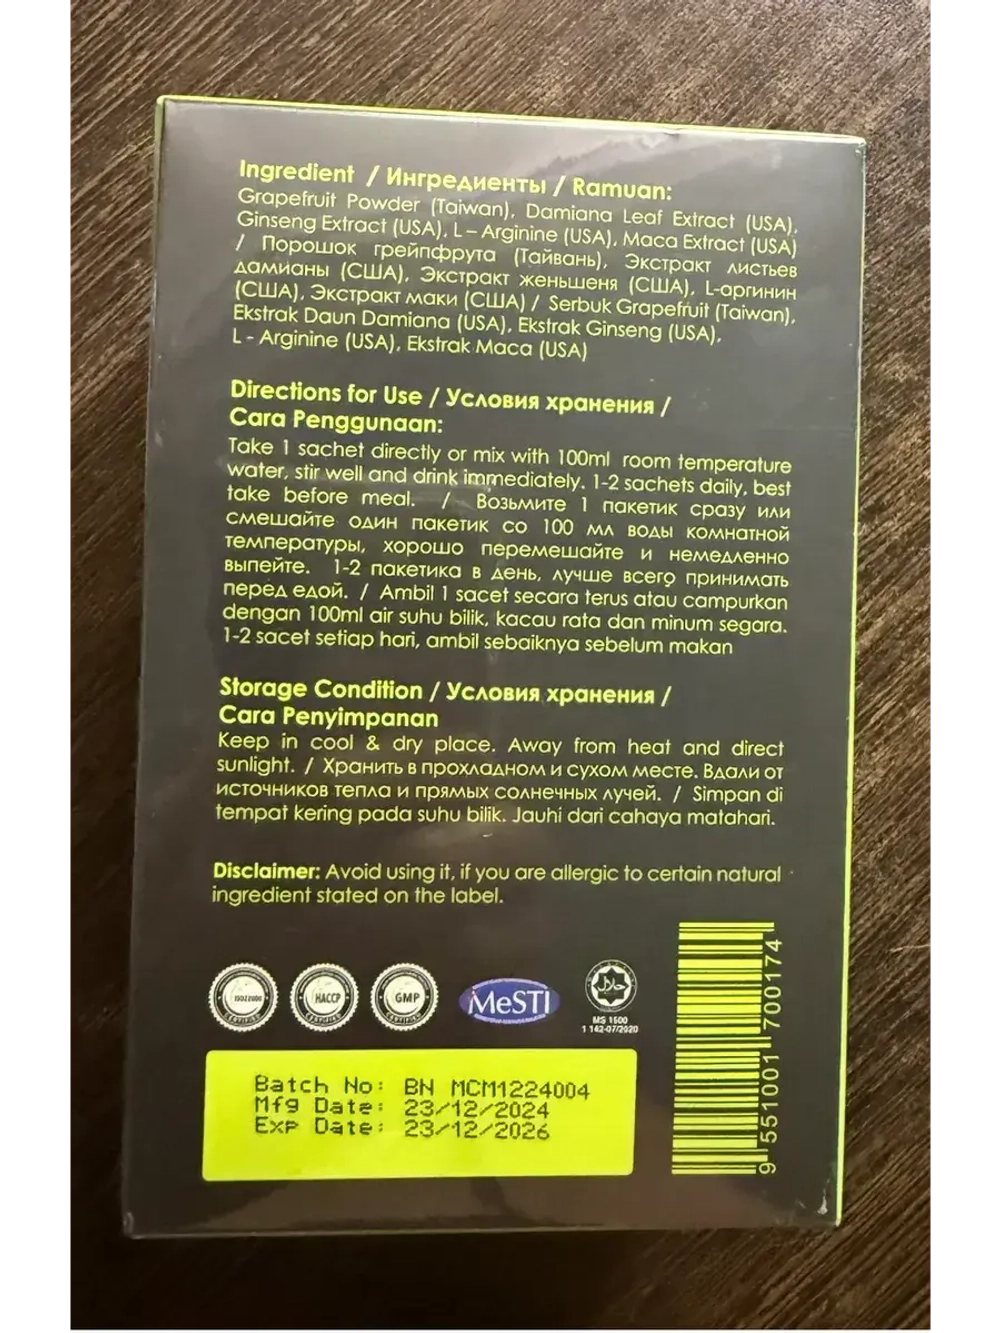 Ingredient / Ингредиенты / Ramuan:
Grapefruit Powder (Taiwan), Damiana Leaf Extract (USA),
Ginseng Extract (USA), L – Arginine (USA), Maca Extract (USA)
/ Порошок грейпфрута (Тайвань), Экстракт листьев
дамианы (США), Экстракт женьшеня (США), L-аргинин
(США), Экстракт маки (США) / Serbuk Grapefruit (Taiwan),
Ekstrak Daun Damiana (USA), Ekstrak Ginseng (USA),
L - Arginine (USA), Ekstrak Maca (USA)
Directions for Use / Условия хранения /
Cara Penggunaan:
Take 1 sachet directly or mix with 100ml room temperature
water, stir well and drink immediately. 1-2 sachets daily, best
take before meal. / Возьмите 1 пакетик сразу или
смешайте один пакетик со 100 мл воды комнатной
температуры, хорошо перемешайте и немедленно
выпейте. 1-2 пакетика в день, лучше всего принимать
перед едой. / Ambil 1 sacet secara terus atau campurkan
dengan 100ml air suhu bilik, kacau rata dan minum segara.
1-2 sacet setiap hari, ambil sebaiknya sebelum makan
Storage Condition / Условия хранения /
Cara Penyimpanan
Keep in cool & dry place. Away from heat and direct
sunlight. / Хранить в прохладном и сухом месте. Вдали от
источников тепла и прямых солнечных лучей. / Simpan di
tempat kering pada suhu bilik. Jauhi dari cahaya matahari.
Disclaimer: Avoid using it, if you are allergic to certain natural
ingredient stated on the label.
ISO22000 CERTIFIED
HACCP CERTIFIED
GMP CERTIFIED
MeSTI
حلال
MS 1500
1 142-07/2020
Batch No: BN MCM1224004
Mfg Date: 23/12/2024
Exp Date: 23/12/2026
9 551001 700174